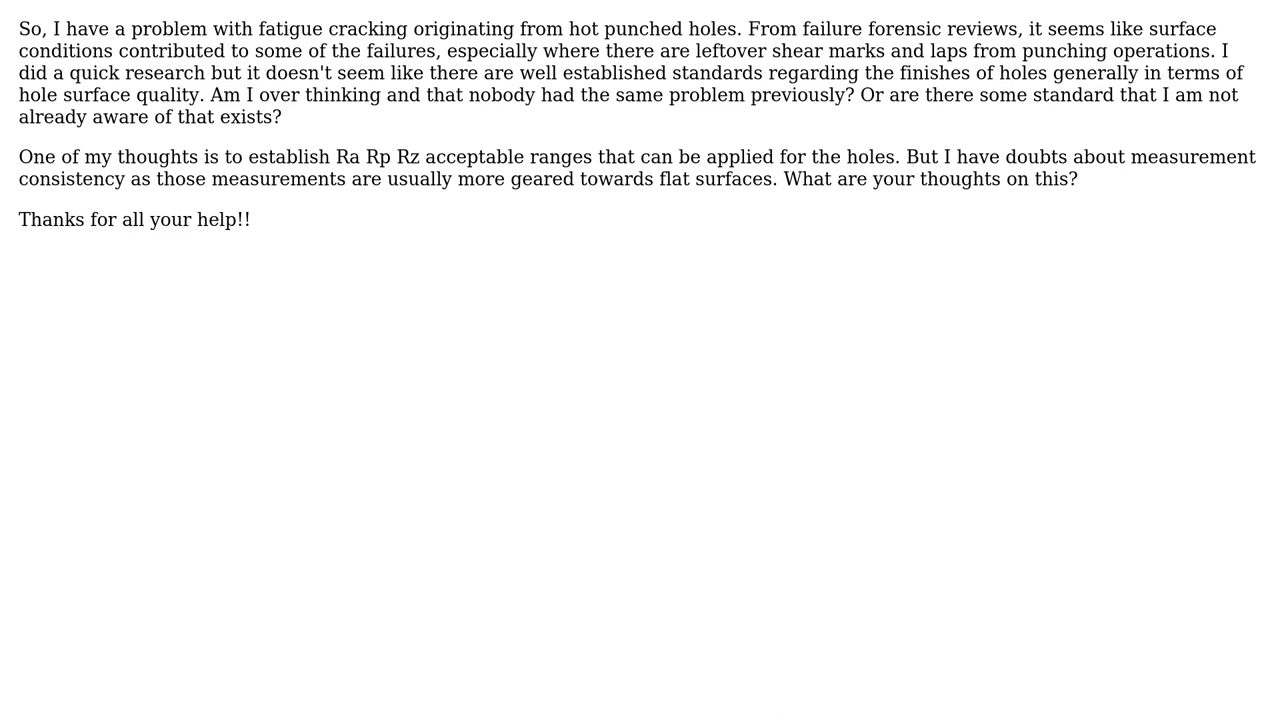 So, I have a problem with fatigue cracking originating from hot punched holes. From failure forensic reviews, it seems like surface
conditions contributed to some of the failures, especially where there are leftover shear marks and laps from punching operations. I
did a quick research but it doesn't seem like there are well established standards regarding the finishes of holes generally in terms of
hole surface quality. Am I over thinking and that nobody had the same problem previously? Or are there some standard that I am not
already aware of that exists?
One of my thoughts is to establish Ra Rp Rz acceptable ranges that can be applied for the holes. But I have doubts about measurement
consistency as those measurements are usually more geared towards flat surfaces. What are your thoughts on this?
Thanks for all your help!!